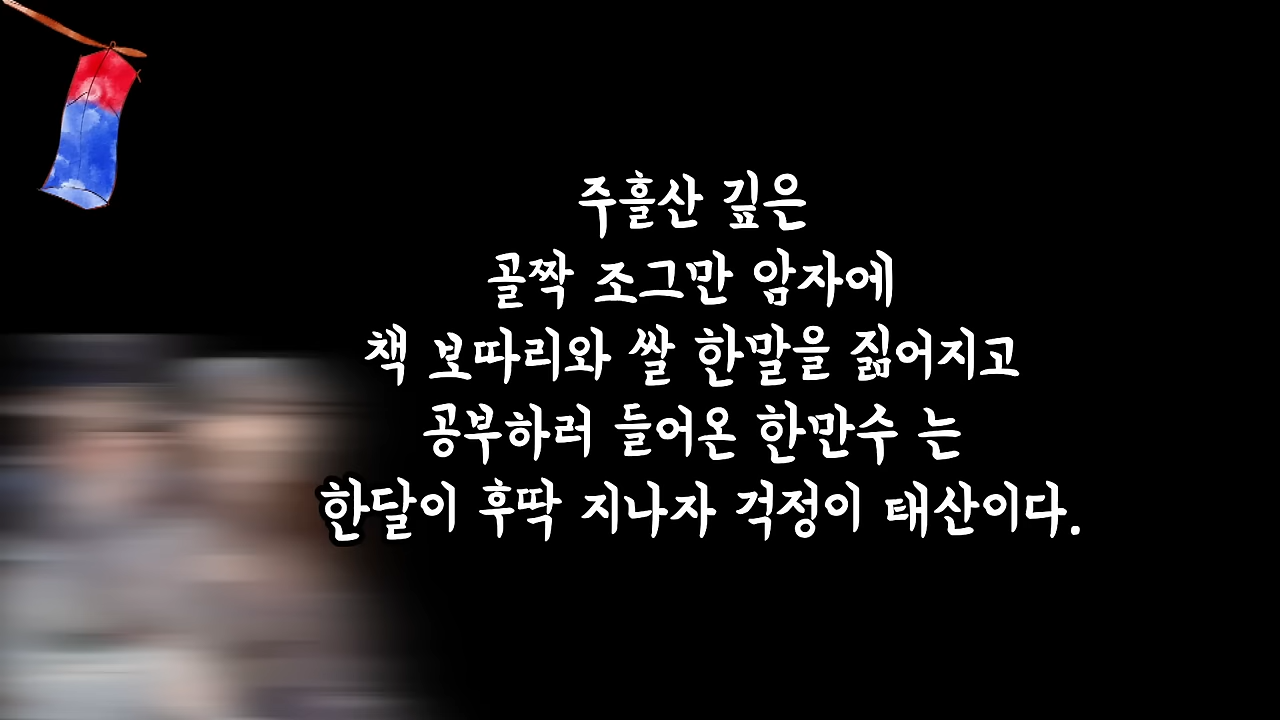 주흘산 깊은
골짝 조그만 암자에
책 보따리와 쌀 한말을 짊어지고
공부하러 들어온 한만수 는
한달이 후딱 지나자 걱정이 태산이다.